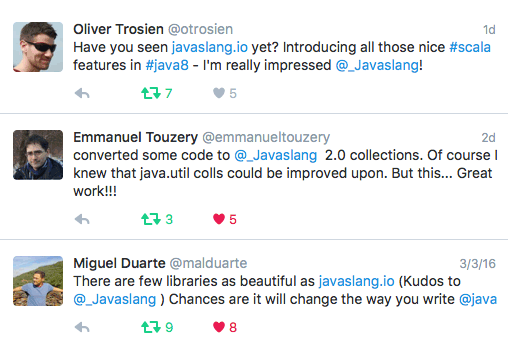 Oliver Trosien @otrosien 1d
Have you seen javaslang.io yet? Introducing all those nice #scala
features in #java8 - I'm really impressed @_Javaslang!
7 5
Emmanuel Touzery @emmanueltouzery 2d
converted some code to @_Javaslang 2.0 collections. Of course I
knew that java.util colls could be improved upon. But this... Great
work!!!
3 5
Miguel Duarte @malduarte 3/3/16
There are few libraries as beautiful as javaslang.io (Kudos to
@_Javaslang ) Chances are it will change the way you write @java
9 8